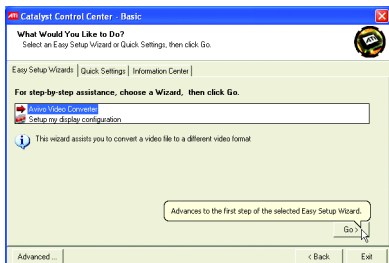 ATI Catalyst Control Center - Basic
What Would You Like to Do?
Select an Easy Setup Wizard or Quick Settings, then click Go.
ATI
Easy Setup Wizards Quick Settings Information Center
For step-by-step assistance, choose a Wizard, then click Go.
Avivo Video Converter
Setup my display configuration
This wizard assists you to convert a video file to a different video format
Advances to the first step of the selected Easy Setup Wizard.
Go >
Advanced ... < Back Exit